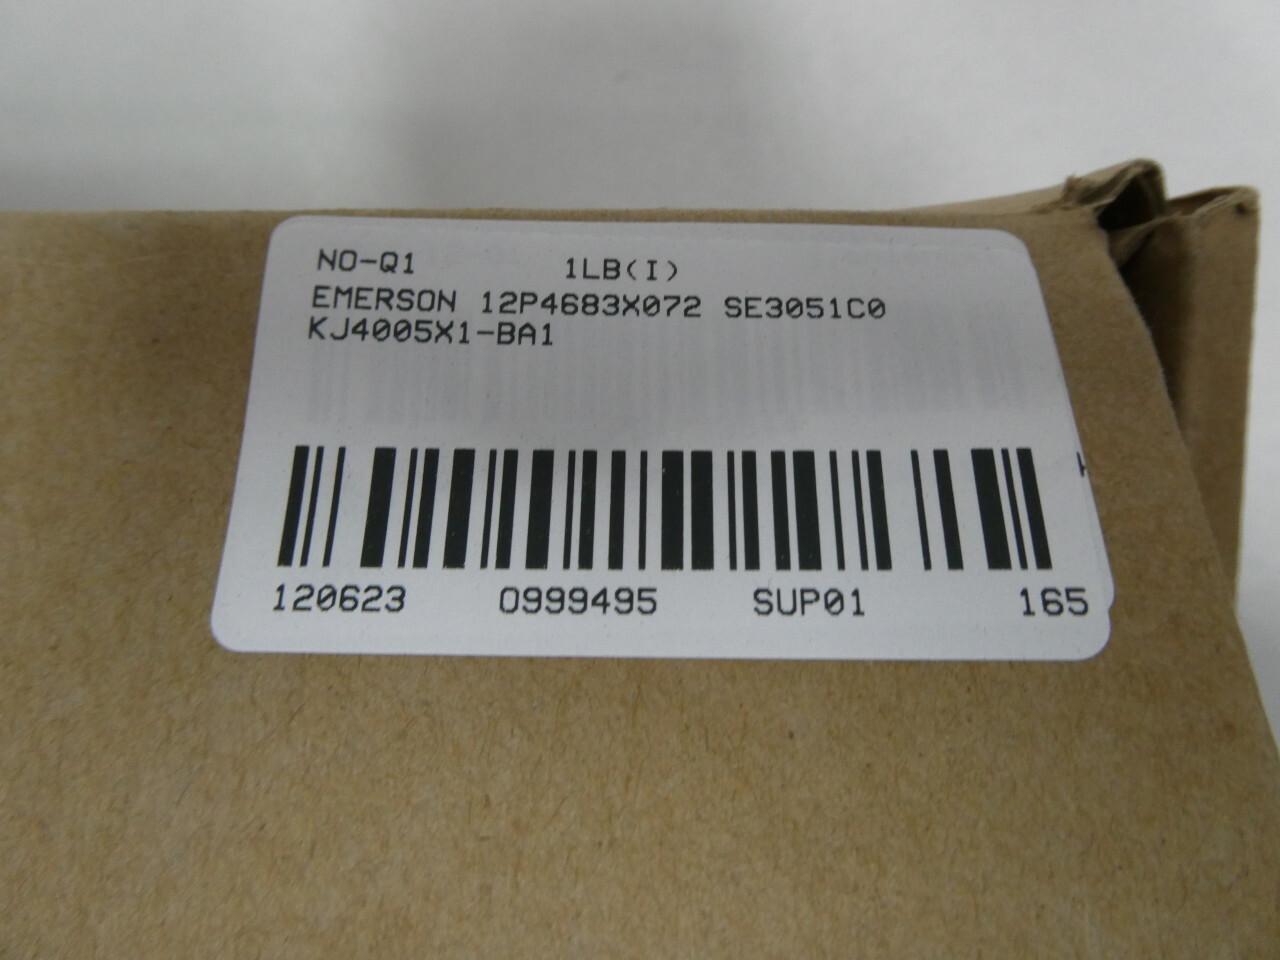 NO-Q1 1LB(I)
EMERSON 12P4683X072 SE3051C0
KJ4005X1-BA1
120623 0999495 SUP01 165